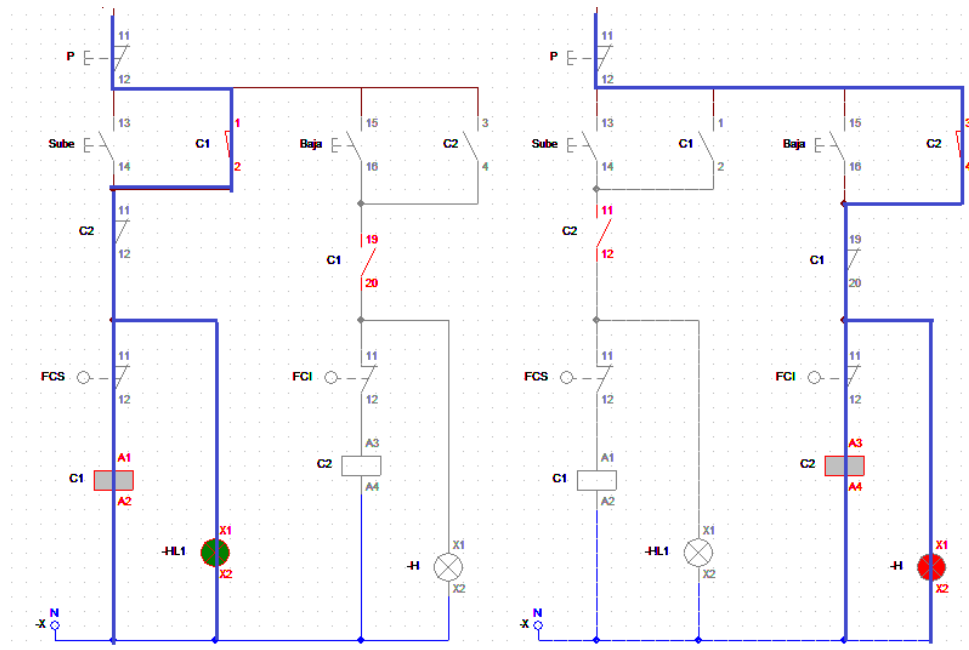 11 11
P P
12 12
13 1 15 3 13 1 15 3
Sube C1 Baja C2 Sube C1 Baja C2
14 2 16 4 14 2 16 4
11 11
C2 C2
12 12
19 19
C1 C1
20 20
11 11 11 11
FCS FCI FCS FCI
12 12 12 12
A1 A3 A1 A3
C1 C2 C1 C2
A2 A4 A2 A4
X1 X1 X1 X1
-HL1 -H -HL1 -H
X2 X2 X2 X2
N N
-X -X